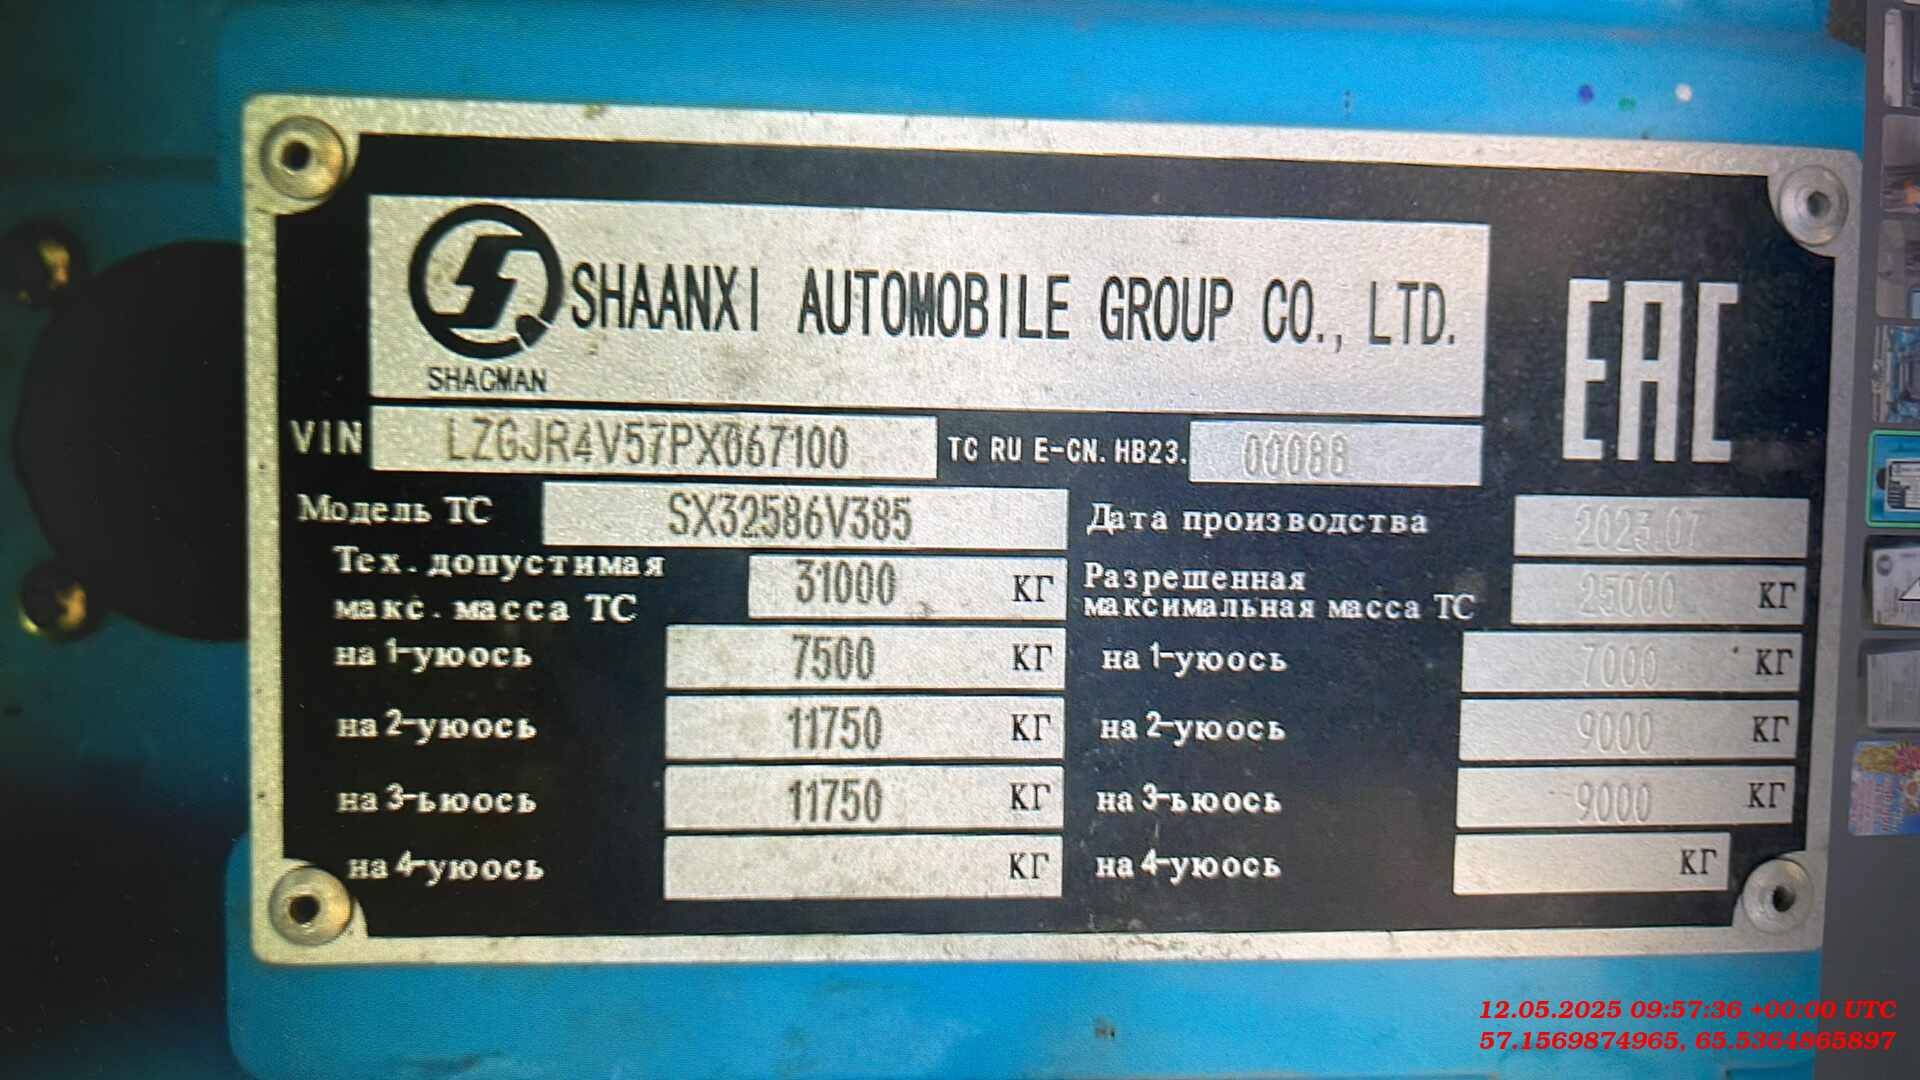 SHACMAN
SHAANXI AUTOMOBILE GROUP CO., LTD.
EAC
VIN LZGJR4V57PX067100 TC RU E-CN.HB23. 00088
Модель ТС SX32586V385 Дата производства 2023.07
Тех. допустимая макс. масса ТС 31000 КГ Разрешенная максимальная масса ТС 25000 КГ
на 1-уюось 7500 КГ на 1-уюось 7000 КГ
на 2-уюось 11750 КГ на 2-уюось 9000 КГ
на 3-ьюось 11750 КГ на 3-ьюось 9000 КГ
на 4-уюось КГ на 4-уюось КГ
12.05.2025 09:57:36 +00:00 UTC
57.1569874965, 65.5364865897